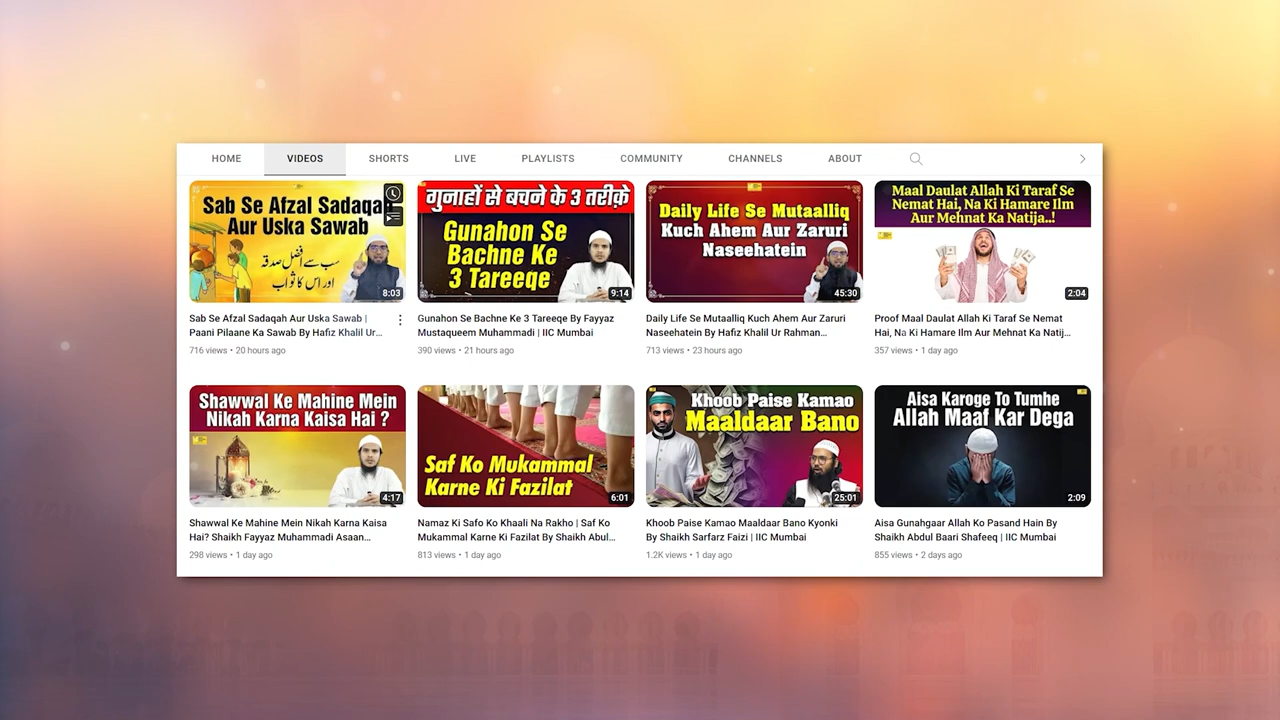 HOME VIDEOS SHORTS LIVE PLAYLISTS COMMUNITY CHANNELS ABOUT
Sab Se Afzal Sadaqah
Aur Uska Sawab
سب سے افضل صدقہ
اور اس کا ثواب
8:03
गुनाहों से बचने के 3 तरीक़े
Gunahon Se
Bachne Ke
3 Tareeqe
9:14
Daily Life Se Mutaalliq
Kuch Ahem Aur Zaruri
Naseehatein
45:30
Maal Daulat Allah Ki Taraf Se
Nemat Hai, Na Ki Hamare Ilm
Aur Mehnat Ka Natija..!
2:04
Sab Se Afzal Sadaqah Aur Uska Sawab |
Paani Pilaane Ka Sawab By Hafiz Khalil Ur...
716 views • 20 hours ago
Gunahon Se Bachne Ke 3 Tareeqe By Fayyaz
Mustaqueem Muhammadi | IIC Mumbai
390 views • 21 hours ago
Daily Life Se Mutaalliq Kuch Ahem Aur Zaruri
Naseehatein By Hafiz Khalil Ur Rahman...
713 views • 23 hours ago
Proof Maal Daulat Allah Ki Taraf Se Nemat
Hai, Na Ki Hamare Ilm Aur Mehnat Ka Natij...
357 views • 1 day ago
Shawwal Ke Mahine Mein
Nikah Karna Kaisa Hai ?
4:17
Saf Ko Mukammal
Karne Ki Fazilat
6:01
Khoob Paise Kamao
Maaldaar Bano
25:01
Aisa Karoge To Tumhe
Allah Maaf Kar Dega
2:09
Shawwal Ke Mahine Mein Nikah Karna Kaisa
Hai? Shaikh Fayyaz Muhammadi Asaan...
298 views • 1 day ago
Namaz Ki Safo Ko Khaali Na Rakho | Saf Ko
Mukammal Karne Ki Fazilat By Shaikh Abul...
813 views • 1 day ago
Khoob Paise Kamao Maaldaar Bano Kyonki
By Shaikh Sarfarz Faizi | IIC Mumbai
1.2K views • 1 day ago
Aisa Gunahgaar Allah Ko Pasand Hain By
Shaikh Abdul Baari Shafeeq | IIC Mumbai
855 views • 2 days ago